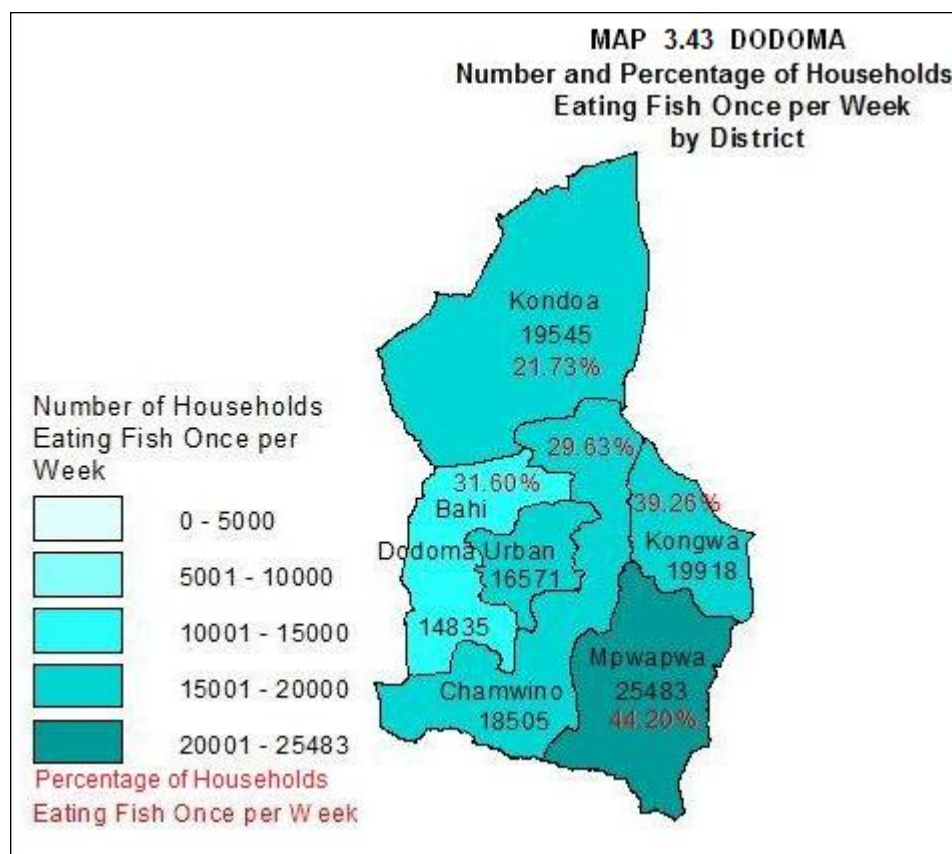 MAP 3.43 DODOMA
Number and Percentage of Households
Eating Fish Once per Week
by District
Kondoa
19545
21.73%
29.63%
31.60%
Bahi
39.26%
Kongwa
19918
Dodoma Urban
16571
14835
Mpwapwa
25483
44.20%
Chamwino
18505
Number of Households
Eating Fish Once per
Week
0 - 5000
5001 - 10000
10001 - 15000
15001 - 20000
20001 - 25483
Percentage of Households
Eating Fish Once per Week